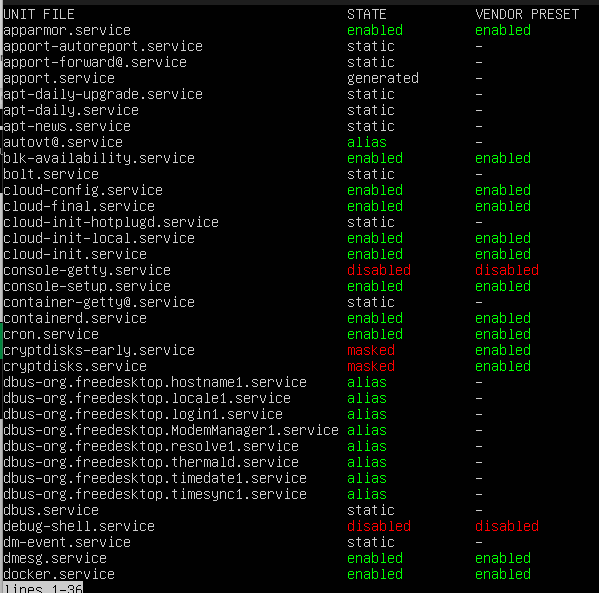 UNIT FILE STATE VENDOR PRESET
apparmor.service enabled enabled
apport-autoreport.service static -
apport-forward@.service static -
apport.service generated -
apt-daily-upgrade.service static -
apt-daily.service static -
apt-news.service static -
autovt@.service alias -
blk-availability.service enabled enabled
bolt.service static -
cloud-config.service enabled enabled
cloud-final.service enabled enabled
cloud-init-hotplugd.service static -
cloud-init-local.service enabled enabled
cloud-init.service enabled enabled
console-getty.service disabled disabled
console-setup.service enabled enabled
container-getty@.service static -
containerd.service enabled enabled
cron.service enabled enabled
cryptdisks-early.service masked enabled
cryptdisks.service masked enabled
dbus-org.freedesktop.hostname1.service alias -
dbus-org.freedesktop.locale1.service alias -
dbus-org.freedesktop.login1.service alias -
dbus-org.freedesktop.ModemManager1.service alias -
dbus-org.freedesktop.resolve1.service alias -
dbus-org.freedesktop.thermald.service alias -
dbus-org.freedesktop.timedate1.service alias -
dbus-org.freedesktop.timesync1.service alias -
dbus.service static -
debug-shell.service disabled disabled
dm-event.service static -
dmesg.service enabled enabled
docker.service enabled enabled
lines 1-36